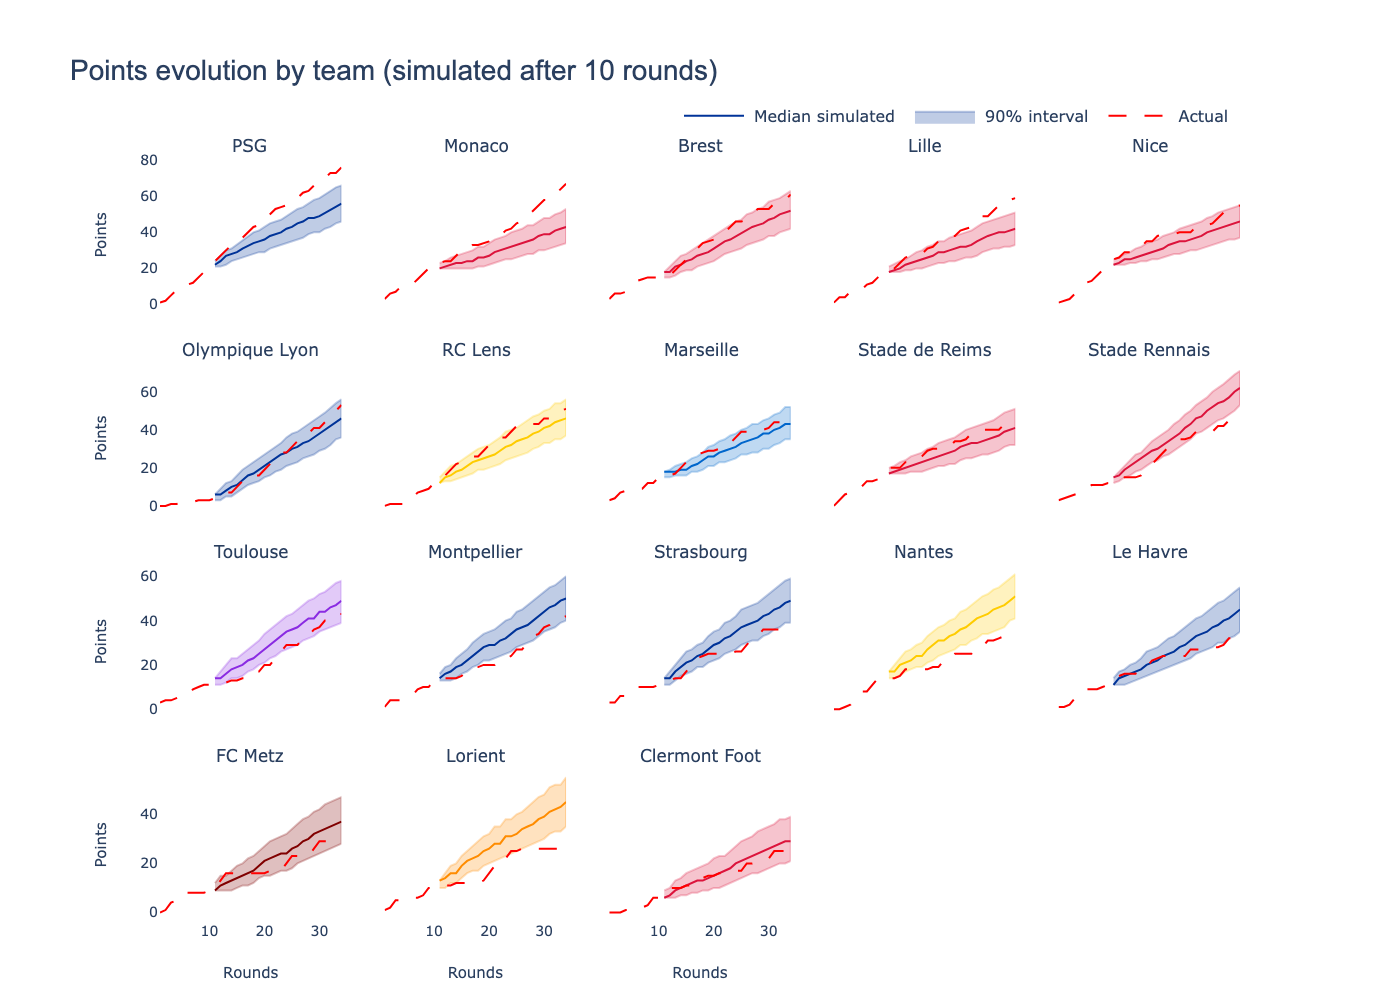 Points evolution by team (simulated after 10 rounds)
Median simulated 90% interval Actual
PSG Monaco Brest Lille Nice
80
60
40
20
0
Points
Olympique Lyon RC Lens Marseille Stade de Reims Stade Rennais
60
40
20
0
Points
Toulouse Montpellier Strasbourg Nantes Le Havre
60
40
20
0
Points
FC Metz Lorient Clermont Foot
40
20
0
Points
10 20 30 10 20 30 10 20 30
Rounds Rounds Rounds